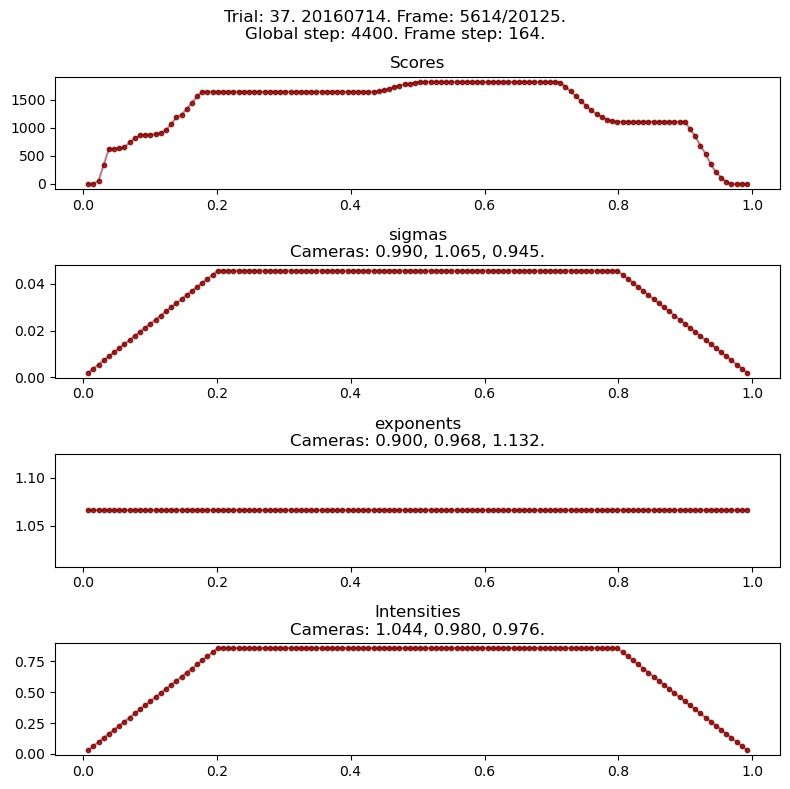 Trial: 37. 20160714. Frame: 5614/20125.
Global step: 4400. Frame step: 164.
Scores
1500
1000
500
0
0.0 0.2 0.4 0.6 0.8 1.0
sigmas
Cameras: 0.990, 1.065, 0.945.
0.04
0.02
0.00
0.0 0.2 0.4 0.6 0.8 1.0
exponents
Cameras: 0.900, 0.968, 1.132.
1.10
1.05
0.0 0.2 0.4 0.6 0.8 1.0
Intensities
Cameras: 1.044, 0.980, 0.976.
0.75
0.50
0.25
0.00
0.0 0.2 0.4 0.6 0.8 1.0